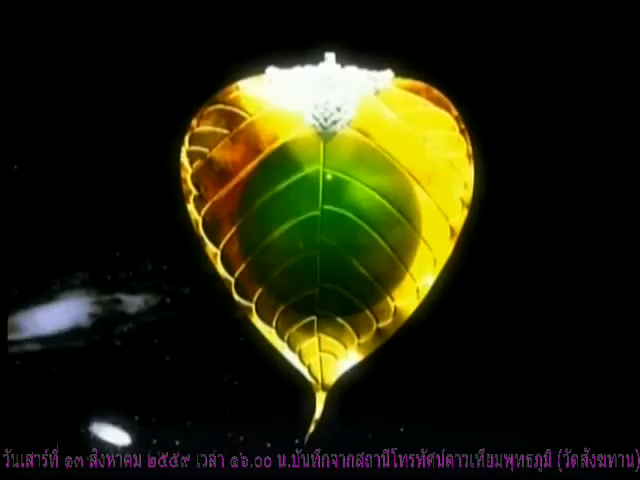 วันเสาร์ที่ ๑๓ สิงหาคม ๒๕๕๙ เวลา ๑๖.๐๐ น.บันทึกจากสถานีโทรทัศน์ดาวเทียมพุทธภูมิ (วัดสังฆทาน)